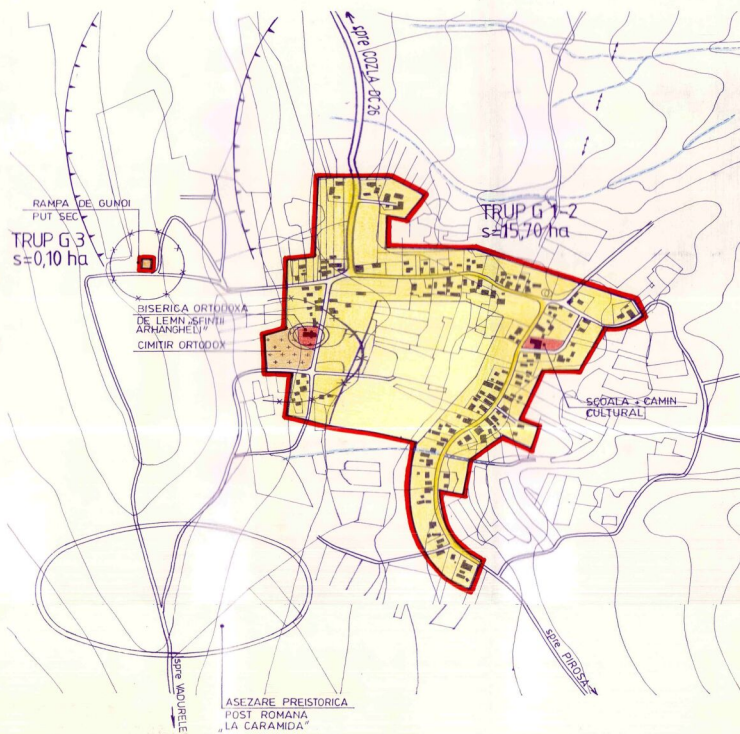 spre COZLA DC26
RAMPA DE GUNOI
PUT SEC
TRUP G 3
s=0,10 ha
TRUP G 1-2
s=15,70 ha
BISERICA ORTODOXA
DE LEMN „SFINTII
ARHANGHELI”
CIMITIR ORTODOX
SCOALA + CAMIN
CULTURAL
spre PIROSA
spre VADURELE
ASEZARE PREISTORICA
POST ROMANA
„LA CARAMIDA”